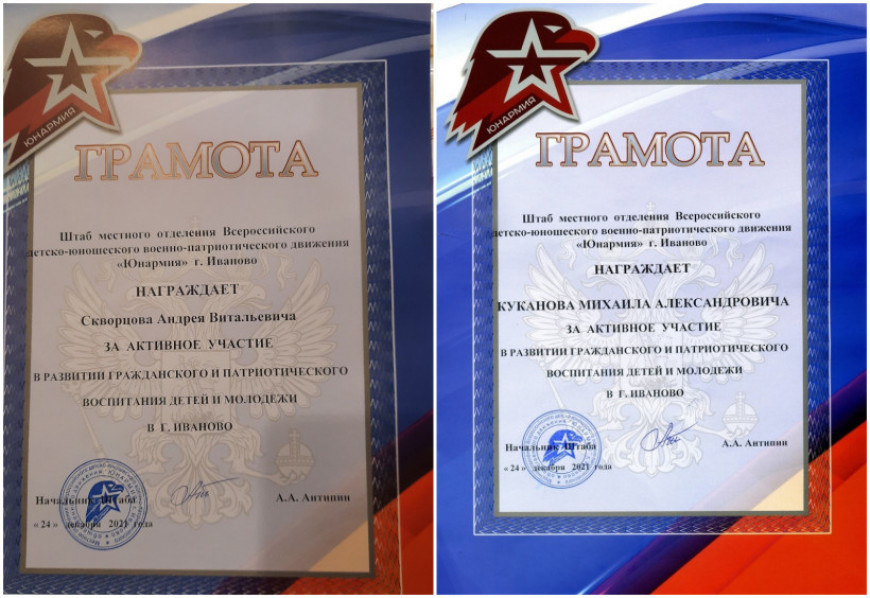 ЮНАРМИЯ
ГРАМОТА
Штаб местного отделения Всероссийского
детско-юношеского военно-патриотического движения
«Юнармия» г. Иваново
НАГРАЖДАЕТ
Скворцова Андрея Витальевича
ЗА АКТИВНОЕ УЧАСТИЕ
В РАЗВИТИИ ГРАЖДАНСКОГО И ПАТРИОТИЧЕСКОГО
ВОСПИТАНИЯ ДЕТЕЙ И МОЛОДЕЖИ
В Г. ИВАНОВО
Начальник Штаба А.А. Антипин
« 24 » декабря 2021 года
ЮНАРМИЯ
ГРАМОТА
Штаб местного отделения Всероссийского
детско-юношеского военно-патриотического движения
«Юнармия» г. Иваново
НАГРАЖДАЕТ
КУКАНОВА МИХАИЛА АЛЕКСАНДРОВИЧА
ЗА АКТИВНОЕ УЧАСТИЕ
В РАЗВИТИИ ГРАЖДАНСКОГО И ПАТРИОТИЧЕСКОГО
ВОСПИТАНИЯ ДЕТЕЙ И МОЛОДЕЖИ
В Г. ИВАНОВО
Начальник Штаба А.А. Антипин
« 24 » декабря 2021 года